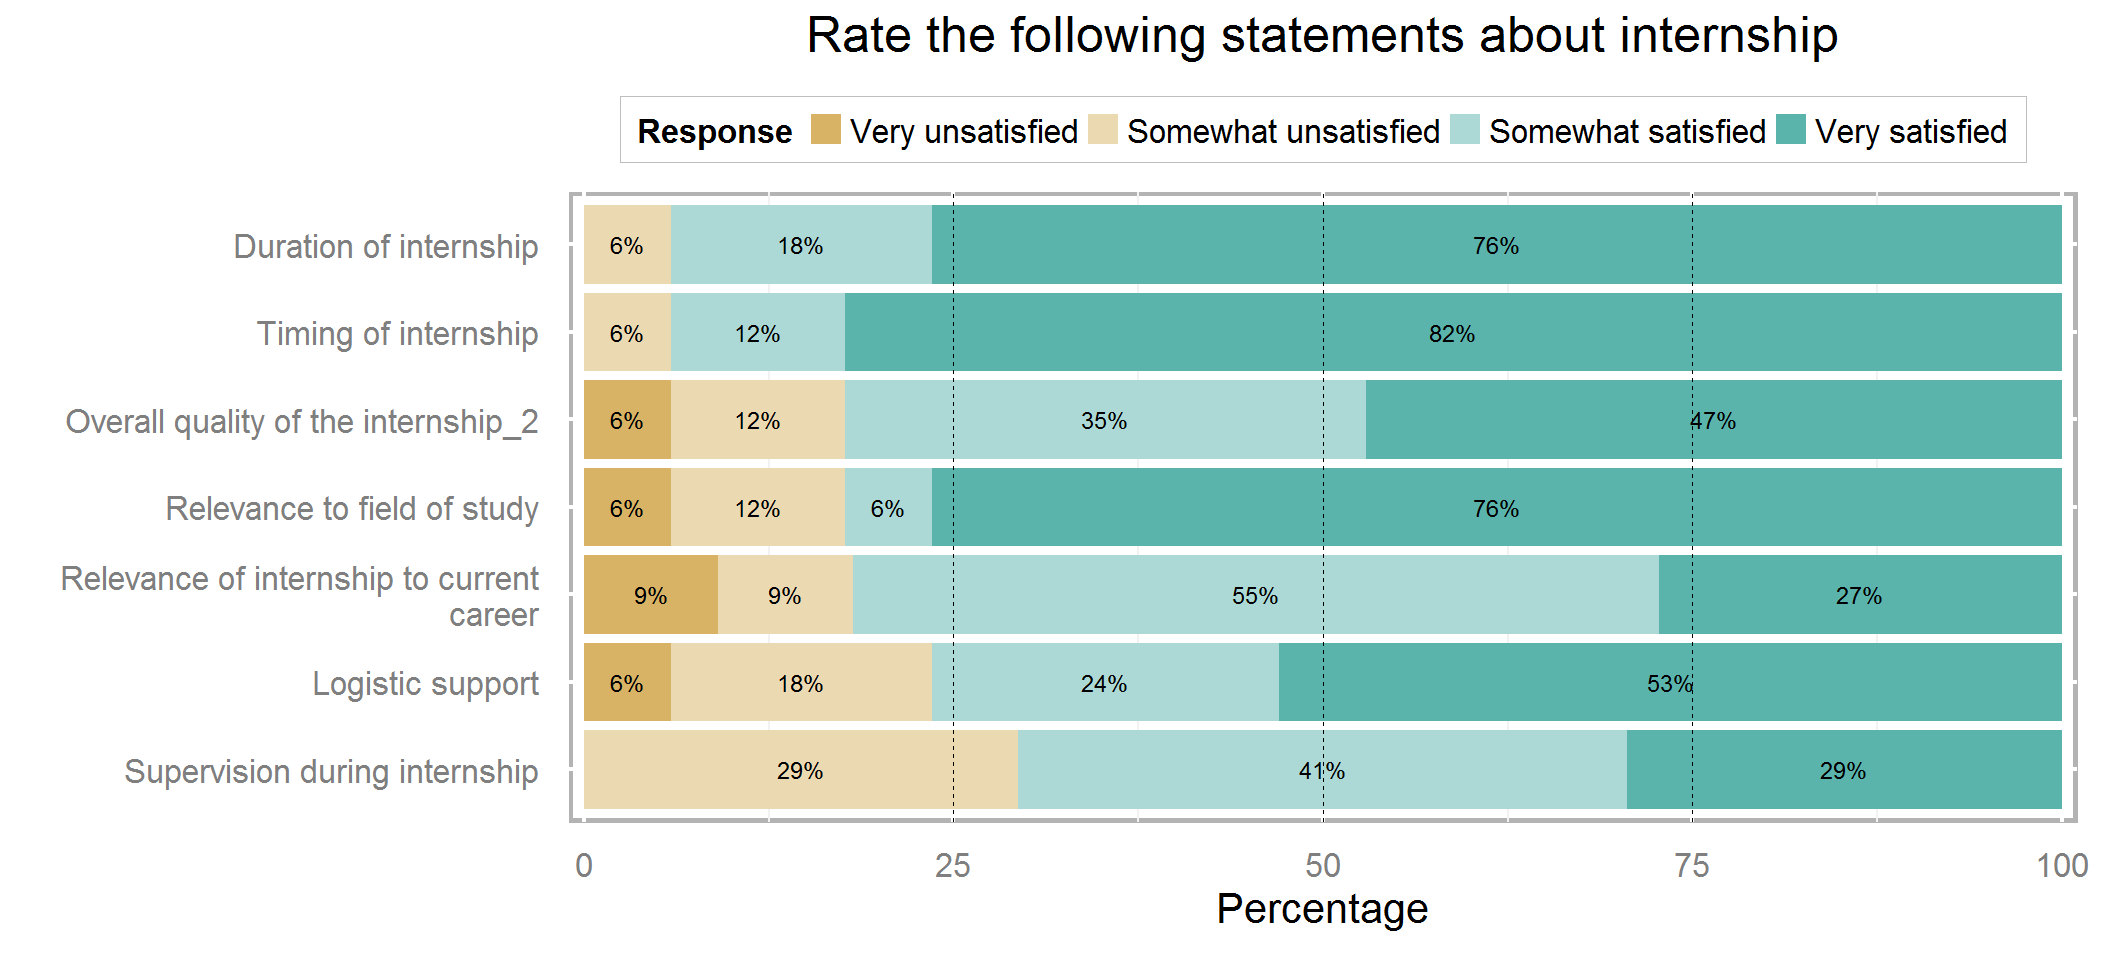 Rate the following statements about internship
Response Very unsatisfied Somewhat unsatisfied Somewhat satisfied Very satisfied
Duration of internship 6% 18% 76%
Timing of internship 6% 12% 82%
Overall quality of the internship_2 6% 12% 35% 47%
Relevance to field of study 6% 12% 6% 76%
Relevance of internship to current
career 9% 9% 55% 27%
Logistic support 6% 18% 24% 53%
Supervision during internship 29% 41% 29%
0 25 50 75 100
Percentage